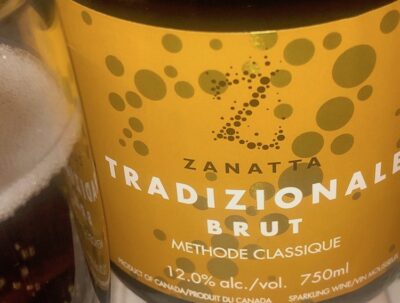 Z
ZANATTA
TRADIZIONALE
BRUT
METHODE CLASSIQUE
12.0% alc./vol. 750ml
PRODUCT OF CANADA/PRODUIT DU CANADA
SPARKLING WINE/VIN MOUSSEUX